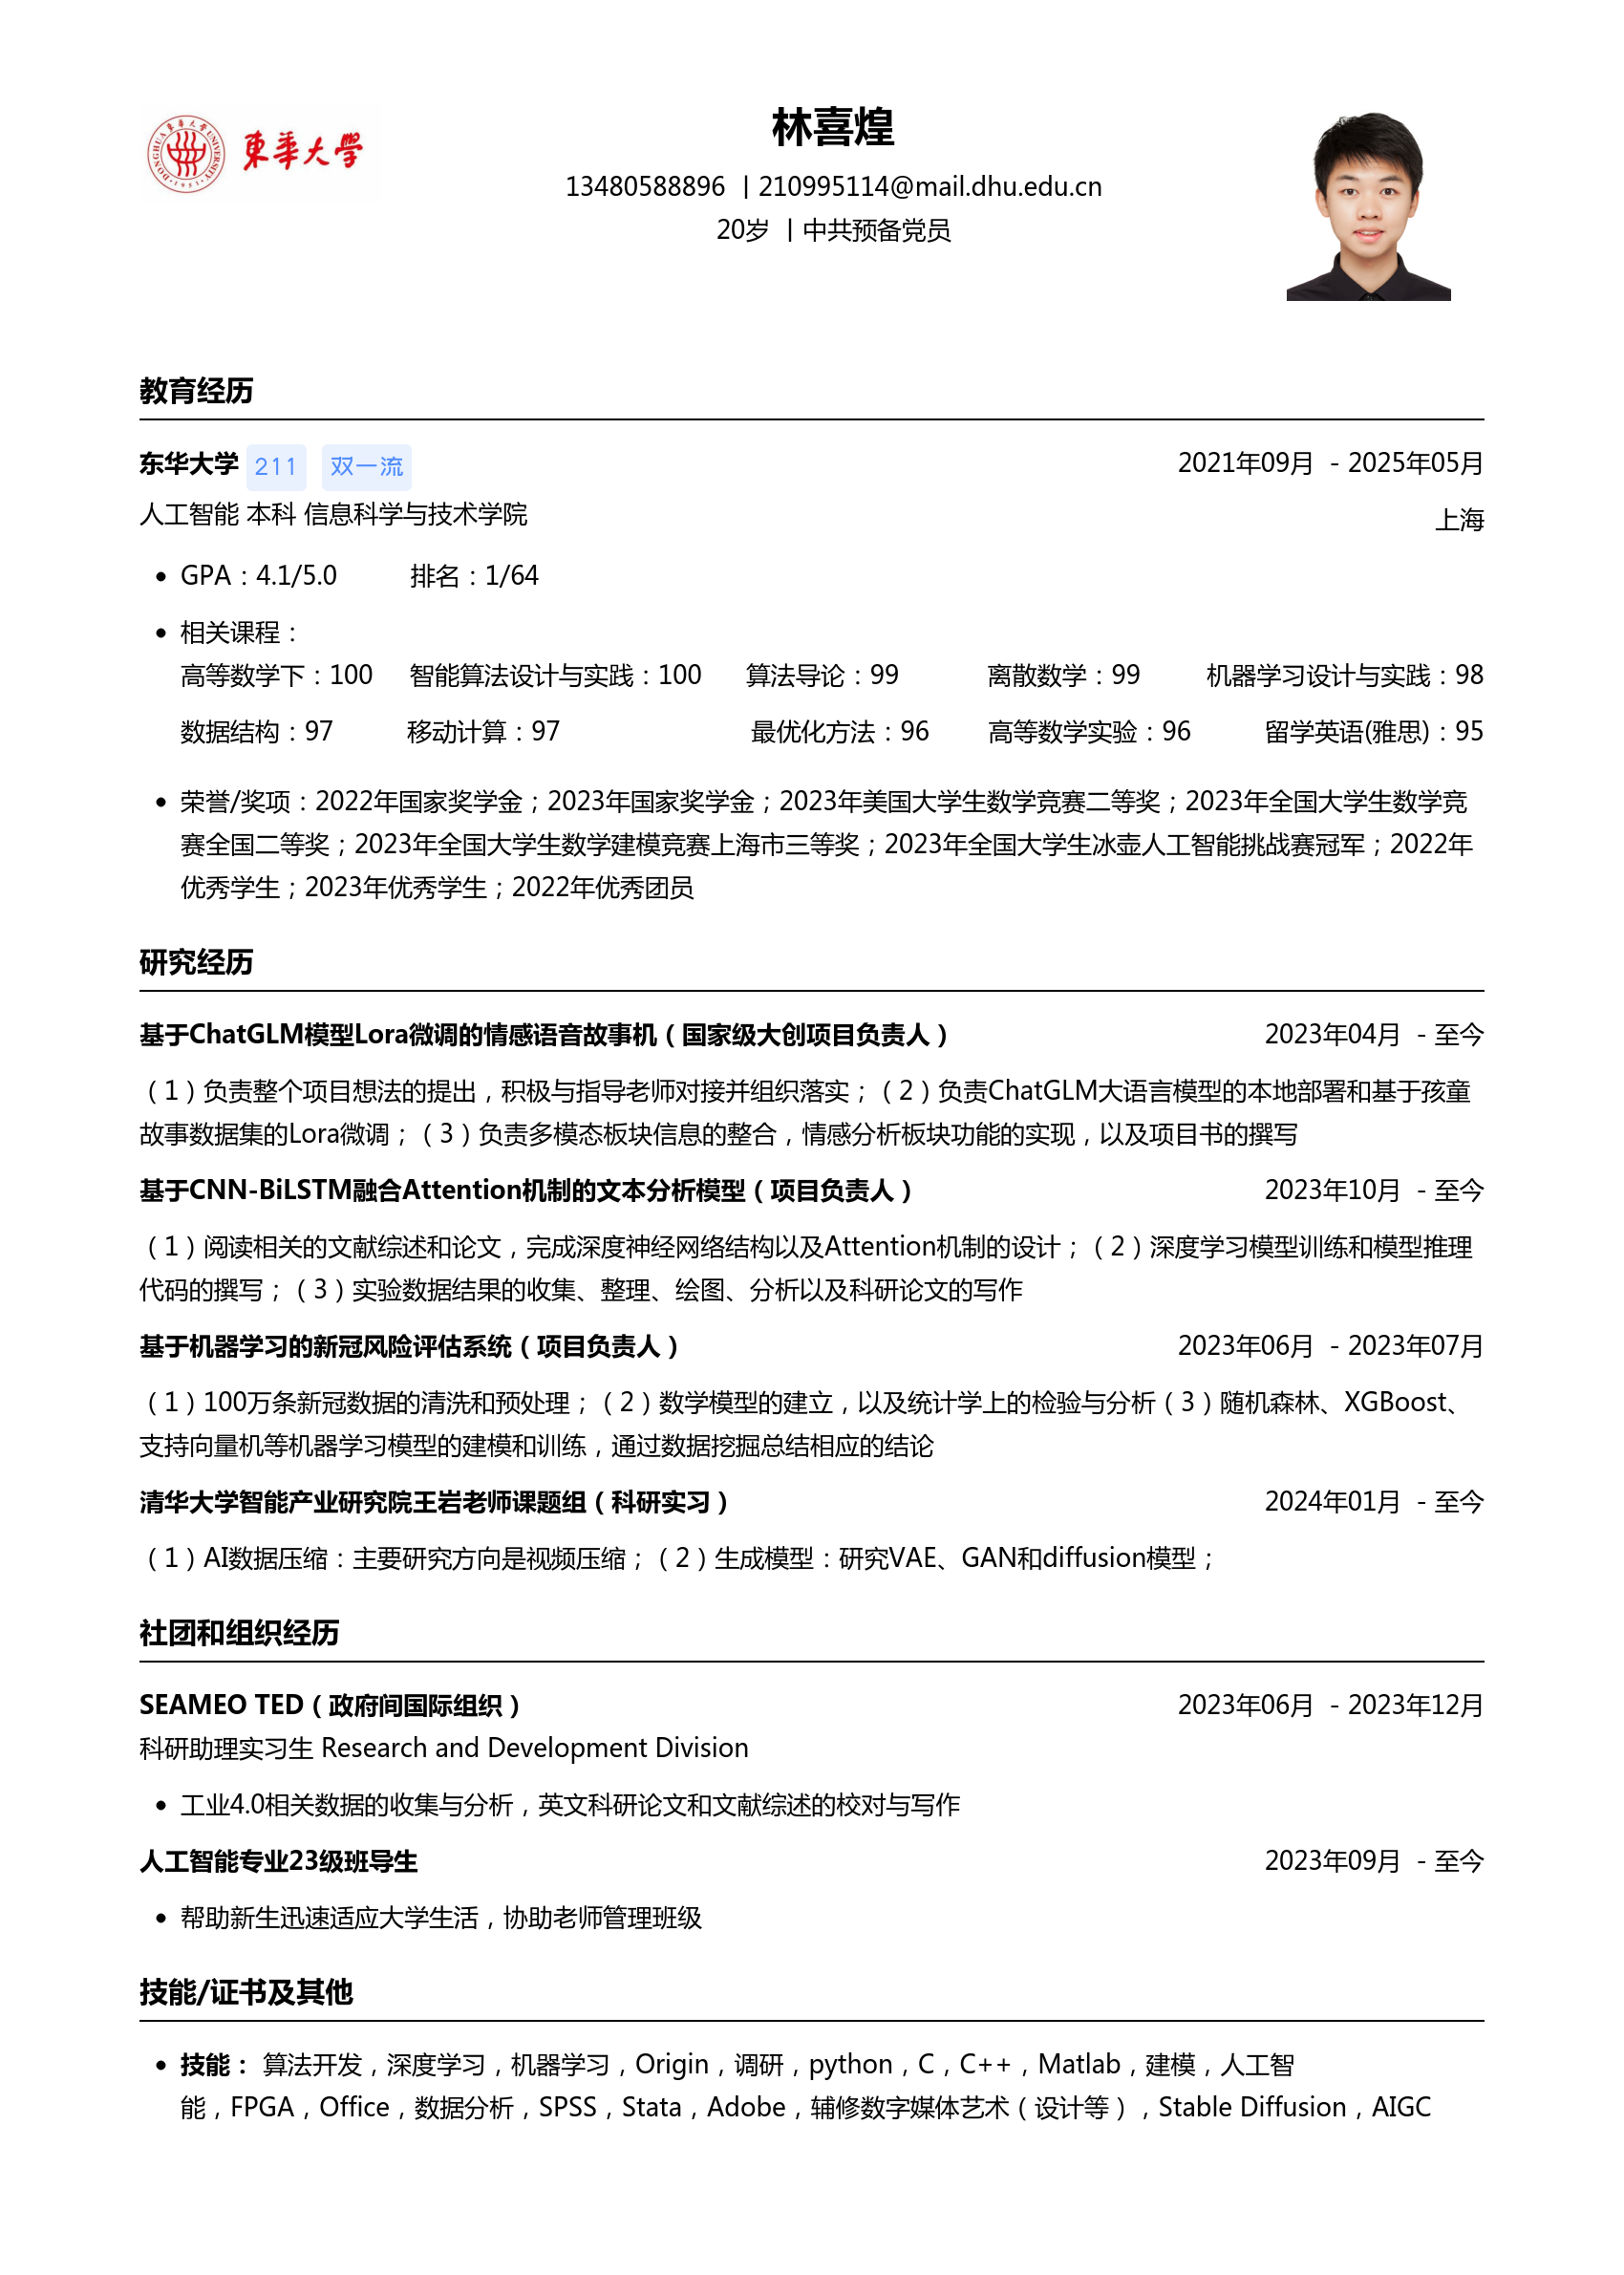 DONGHUA UNIVERSITY
東華大學
1951
林喜煌
13480588896 |210995114@mail.dhu.edu.cn
20岁 |中共预备党员
教育经历
东华大学 211 双一流 2021年09月 - 2025年05月
人工智能 本科 信息科学与技术学院 上海
• GPA：4.1/5.0 排名：1/64
• 相关课程：
高等数学下：100 智能算法设计与实践：100 算法导论：99 离散数学：99 机器学习设计与实践：98
数据结构：97 移动计算：97 最优化方法：96 高等数学实验：96 留学英语(雅思)：95
• 荣誉/奖项：2022年国家奖学金；2023年国家奖学金；2023年美国大学生数学竞赛二等奖；2023年全国大学生数学竞
赛全国二等奖；2023年全国大学生数学建模竞赛上海市三等奖；2023年全国大学生冰壶人工智能挑战赛冠军；2022年
优秀学生；2023年优秀学生；2022年优秀团员
研究经历
基于ChatGLM模型Lora微调的情感语音故事机（国家级大创项目负责人） 2023年04月 - 至今
（1）负责整个项目想法的提出，积极与指导老师对接并组织落实；（2）负责ChatGLM大语言模型的本地部署和基于孩童
故事数据集的Lora微调；（3）负责多模态板块信息的整合，情感分析板块功能的实现，以及项目书的撰写
基于CNN-BiLSTM融合Attention机制的文本分析模型（项目负责人） 2023年10月 - 至今
（1）阅读相关的文献综述和论文，完成深度神经网络结构以及Attention机制的设计；（2）深度学习模型训练和模型推理
代码的撰写；（3）实验数据结果的收集、整理、绘图、分析以及科研论文的写作
基于机器学习的新冠风险评估系统（项目负责人） 2023年06月 - 2023年07月
（1）100万条新冠数据的清洗和预处理；（2）数学模型的建立，以及统计学上的检验与分析（3）随机森林、XGBoost、
支持向量机等机器学习模型的建模和训练，通过数据挖掘总结相应的结论
清华大学智能产业研究院王岩老师课题组（科研实习） 2024年01月 - 至今
（1）AI数据压缩：主要研究方向是视频压缩；（2）生成模型：研究VAE、GAN和diffusion模型；
社团和组织经历
SEAMEO TED（政府间国际组织） 2023年06月 - 2023年12月
科研助理实习生 Research and Development Division
• 工业4.0相关数据的收集与分析，英文科研论文和文献综述的校对与写作
人工智能专业23级班导生 2023年09月 - 至今
• 帮助新生迅速适应大学生活，协助老师管理班级
技能/证书及其他
• 技能： 算法开发，深度学习，机器学习，Origin，调研，python，C，C++，Matlab，建模，人工智
能，FPGA，Office，数据分析，SPSS，Stata，Adobe，辅修数字媒体艺术（设计等），Stable Diffusion，AIGC